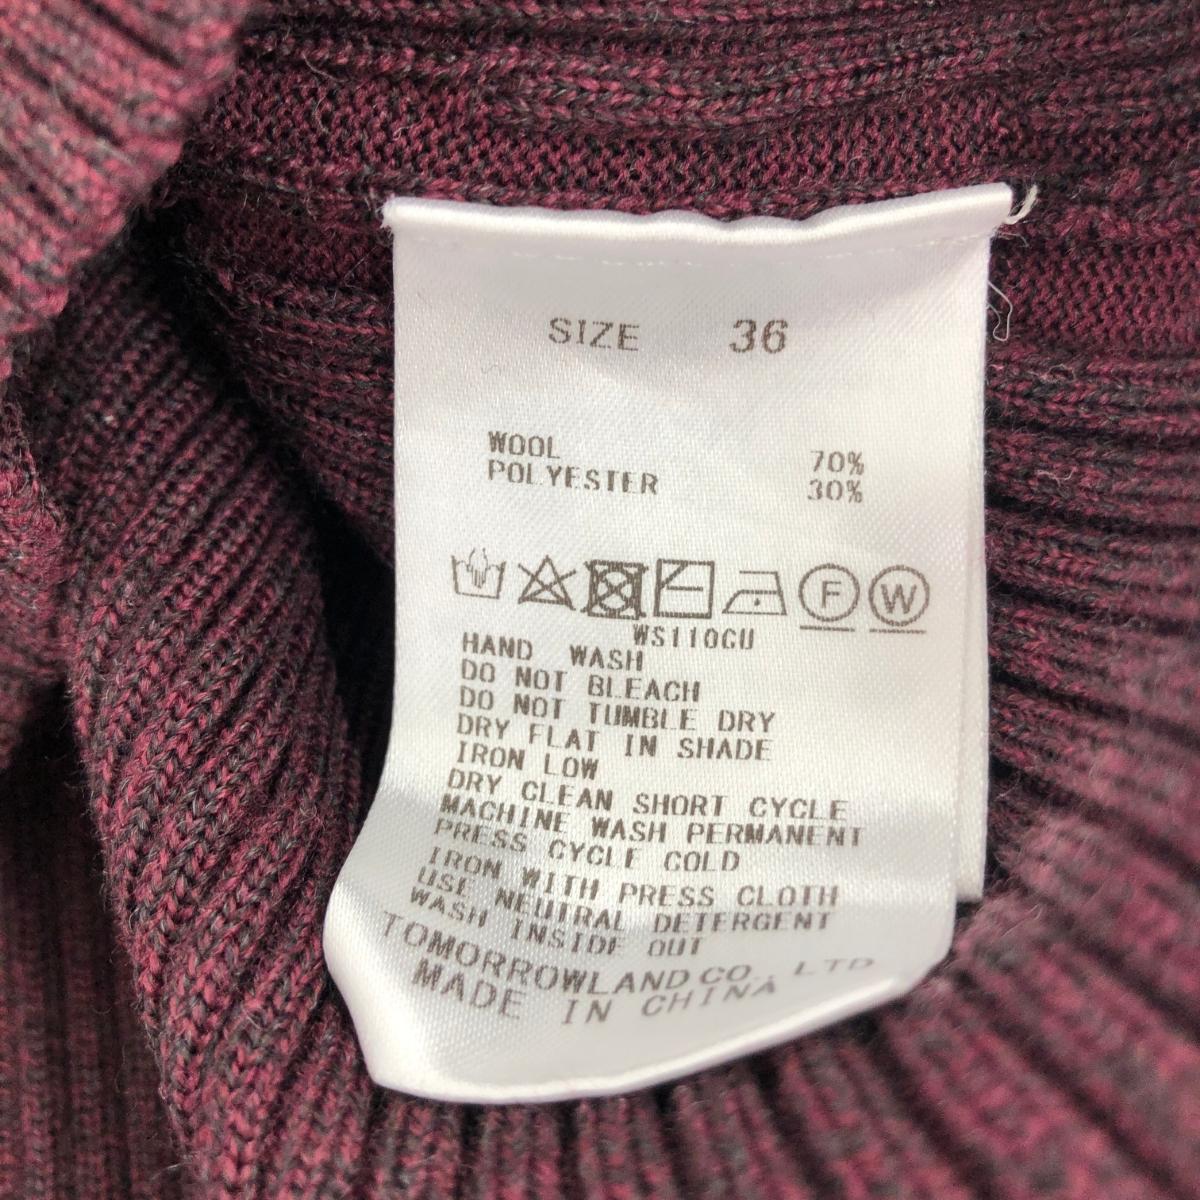 SIZE 36
WOOL 70%
POLYESTER 30%
F W
WS110CU
HAND WASH
DO NOT BLEACH
DO NOT TUMBLE DRY
DRY FLAT IN SHADE
IRON LOW
DRY CLEAN SHORT CYCLE
MACHINE WASH PERMANENT
PRESS CYCLE COLD
IRON WITH PRESS CLOTH
USE NEUTRAL DETERGENT
WASH INSIDE OUT
TOMORROWLAND CO., LTD
MADE IN CHINA